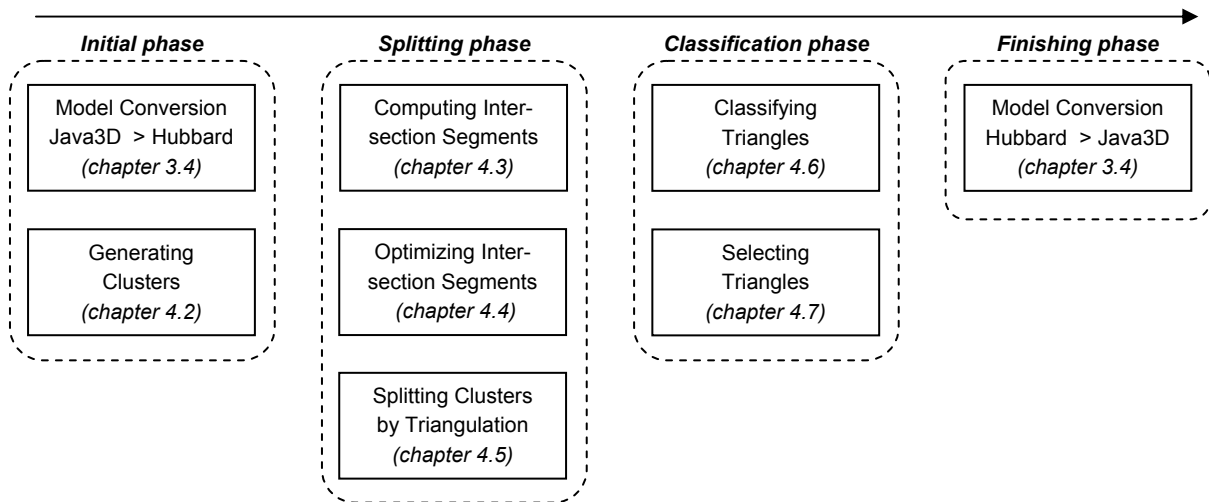 Initial phase
Model Conversion
Java3D > Hubbard
(chapter 3.4)
Generating
Clusters
(chapter 4.2)
Splitting phase
Computing Inter-
section Segments
(chapter 4.3)
Optimizing Inter-
section Segments
(chapter 4.4)
Splitting Clusters
by Triangulation
(chapter 4.5)
Classification phase
Classifying
Triangles
(chapter 4.6)
Selecting
Triangles
(chapter 4.7)
Finishing phase
Model Conversion
Hubbard > Java3D
(chapter 3.4)